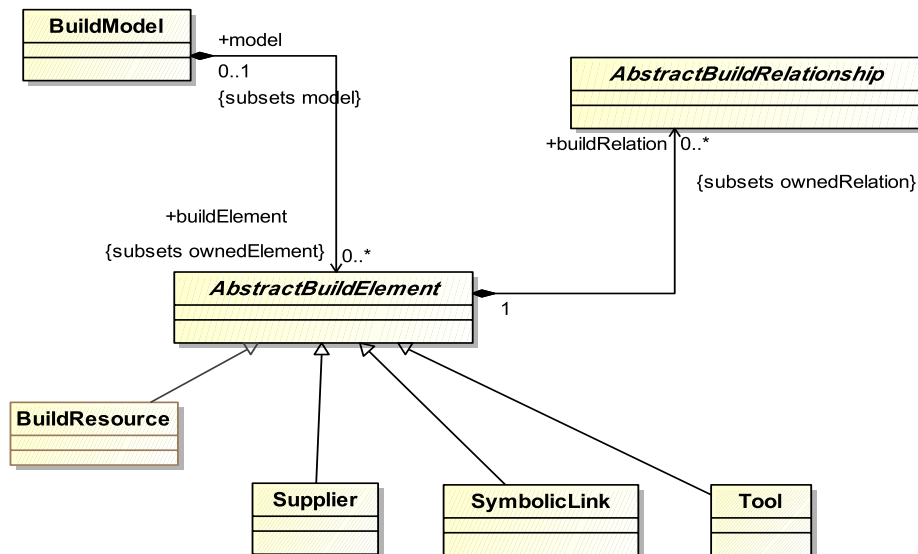 BuildModel
+model
0..1
{subsets model}
AbstractBuildRelationship
+buildRelation
0..*
{subsets ownedRelation}
+buildElement
{subsets ownedElement}
0..*
AbstractBuildElement
1
BuildResource
Supplier
SymbolicLink
Tool